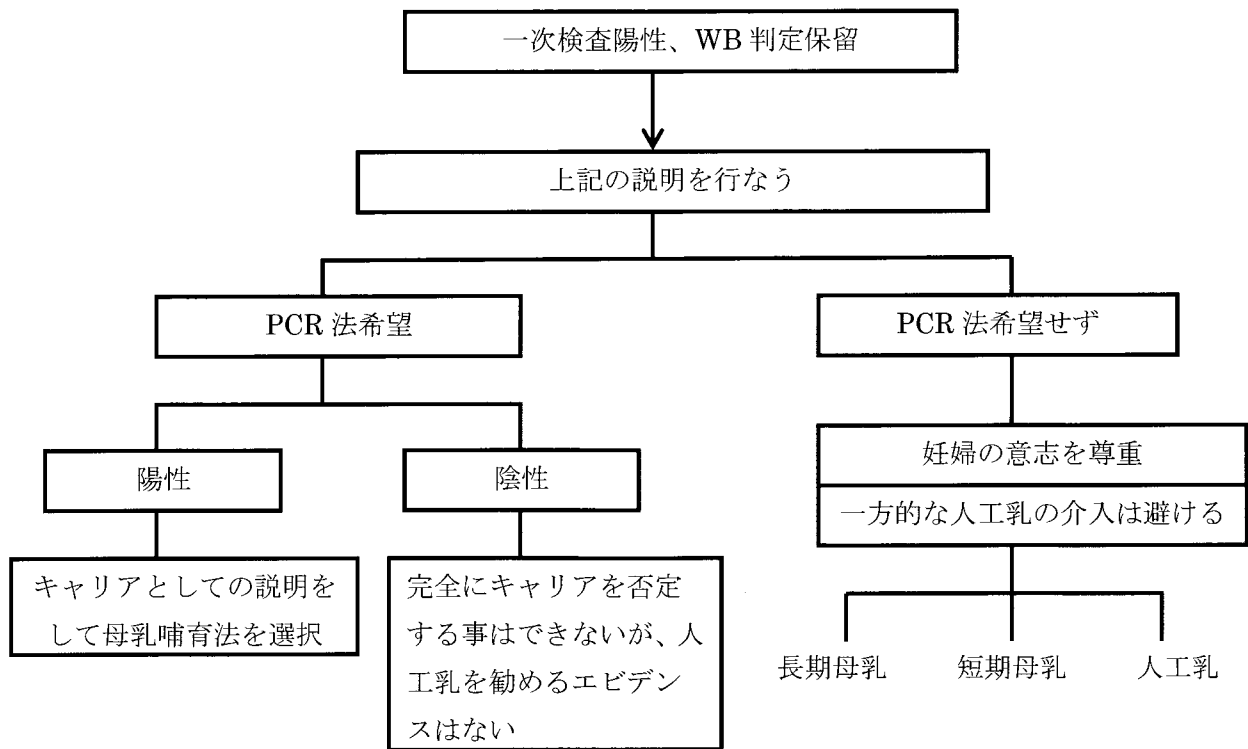 一次検査陽性、WB 判定保留
上記の説明を行なう
PCR 法希望
PCR 法希望せず
陽性
陰性
妊婦の意志を尊重
一方的な人工乳の介入は避ける
キャリアとしての説明を
して母乳哺育法を選択
完全にキャリアを否定
する事はできないが、人
工乳を勧めるエビデン
スはない
長期母乳
短期母乳
人工乳